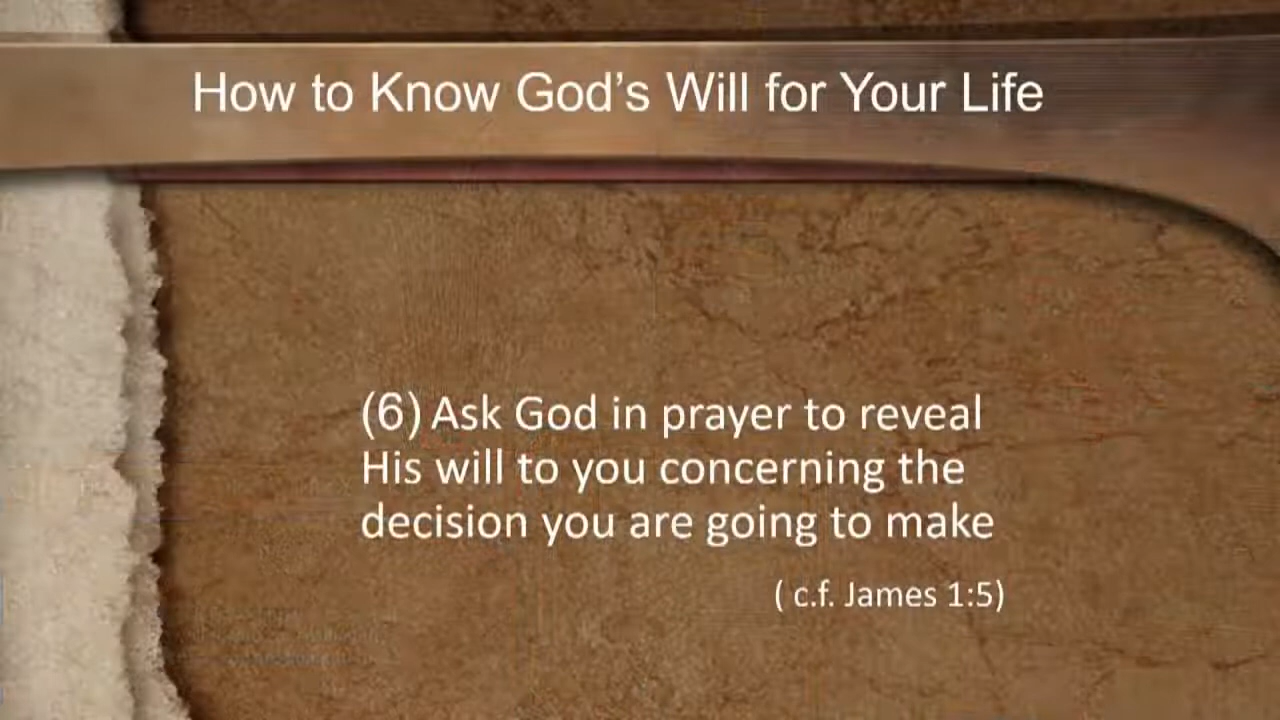 How to Know God's Will for Your Life
(6) Ask God in prayer to reveal
His will to you concerning the
decision you are going to make
( c.f. James 1:5)